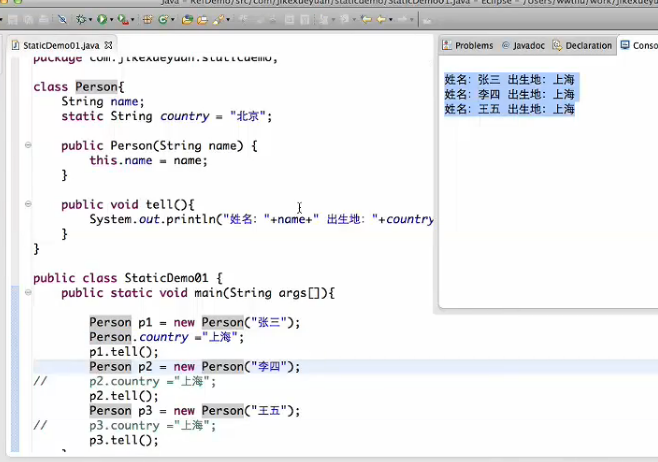 Java - RefDemo/src/com/jikexueyuan/staticdemo/StaticDemo01.java - Eclipse -
StaticDemo01.java
package com.jikexueyuan.staticdemo;
class Person{
String name;
static String country = "北京";
public Person(String name) {
this.name = name;
}
public void tell(){
System.out.println("姓名: "+name+" 出生地: "+country
}
}
public class StaticDemo01 {
public static void main(String args[]){
Person p1 = new Person("张三");
Person.country ="上海";
p1.tell();
Person p2 = new Person("李四");
// p2.country ="上海";
p2.tell();
Person p3 = new Person("王五");
// p3.country ="上海";
p3.tell();
Problems Javadoc Declaration Conso
姓名: 张三 出生地: 上海
姓名: 李四 出生地: 上海
姓名: 王五 出生地: 上海